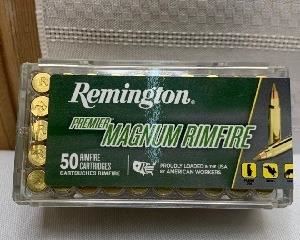 Remington
PREMIER
MAGNUM RIMFIRE
50 RIMFIRE
CARTRIDGES
CARTOUCHES RIMFIRE
PROUDLY LOADED IN THE USA
BY AMERICAN WORKERS